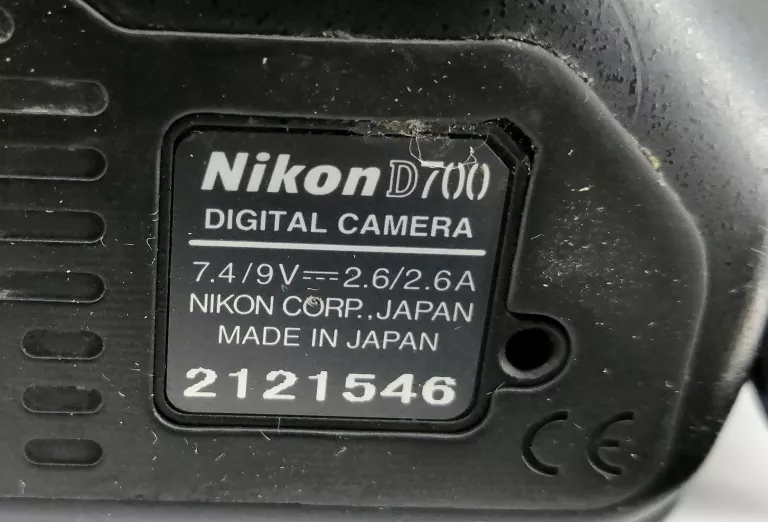 Nikon D700
DIGITAL CAMERA
7.4/9V⎓2.6/2.6A
NIKON CORP.,JAPAN
MADE IN JAPAN
2121546
CE